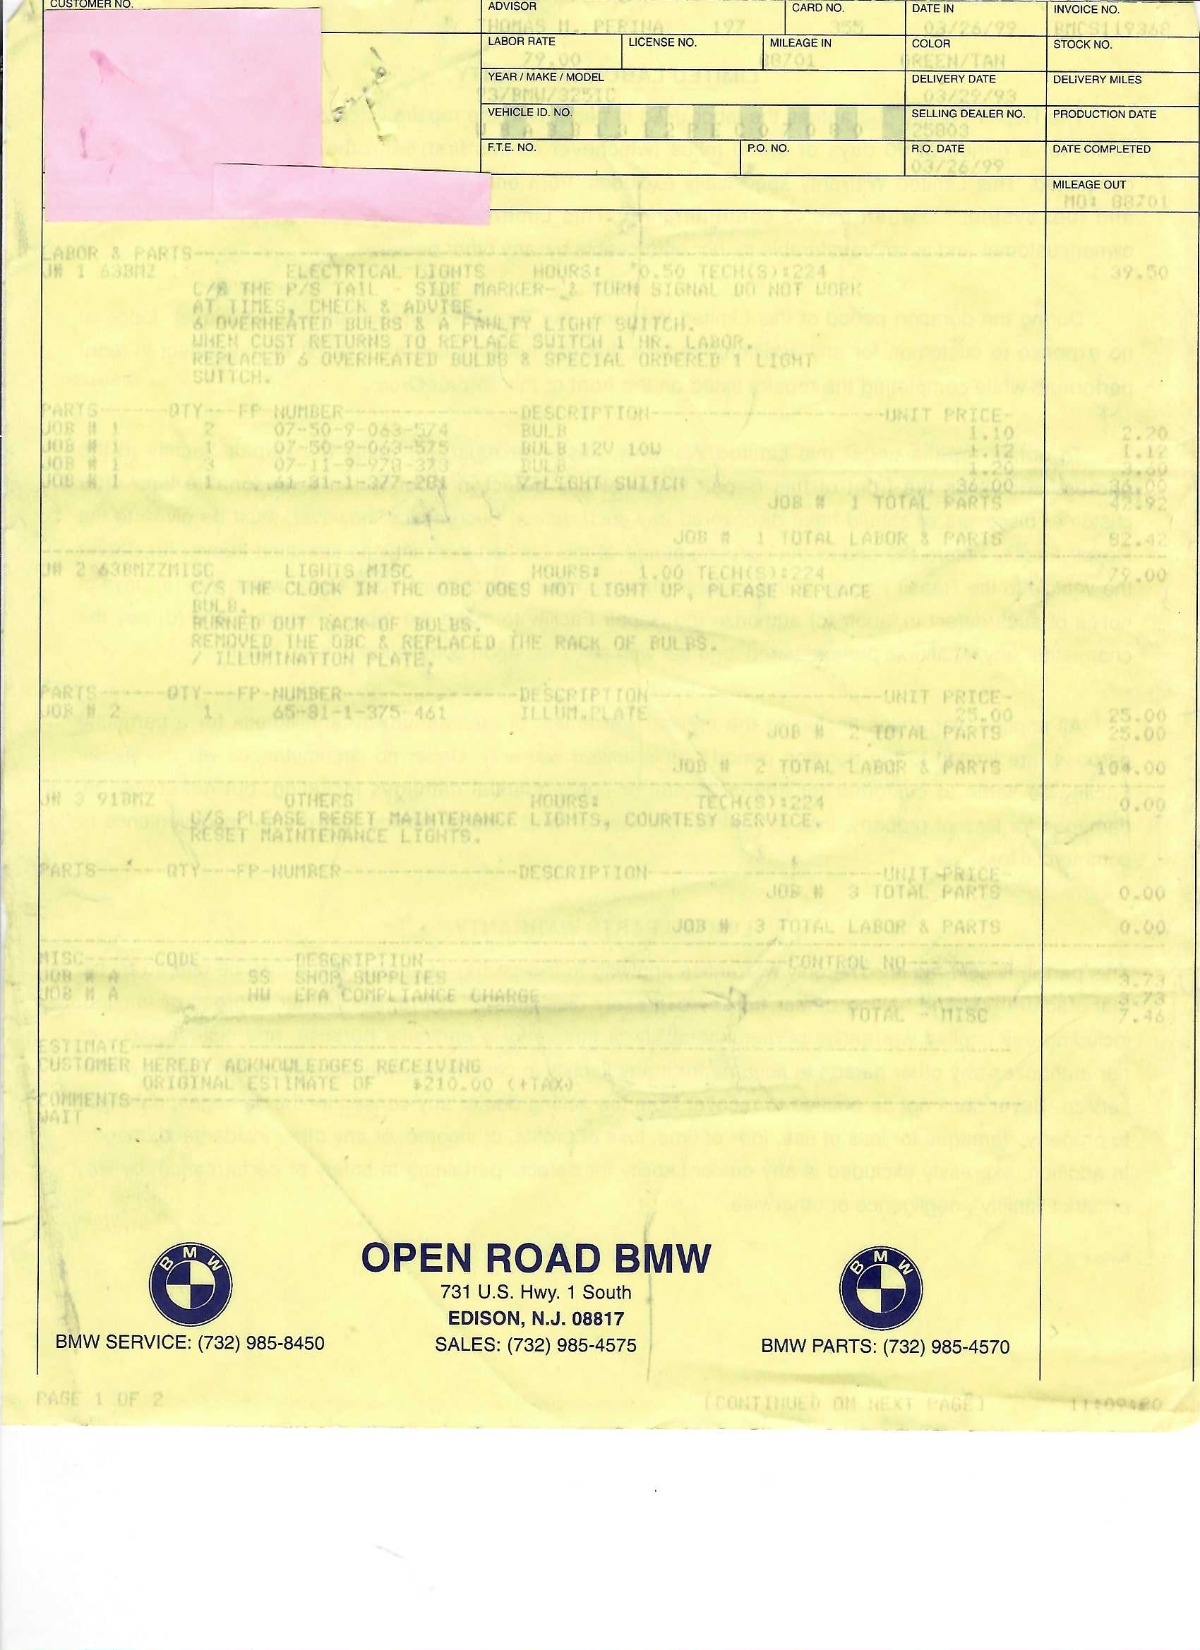 CUSTOMER NO.
ADVISOR CARD NO. DATE IN INVOICE NO.
THOMAS H. PERINA 197 355 03/26/99 BMCS119368
LABOR RATE LICENSE NO. MILEAGE IN COLOR STOCK NO.
79.00 88701 GREEN/TAN
YEAR / MAKE / MODEL DELIVERY DATE DELIVERY MILES
93/BMW/325IC 03/29/93
VEHICLE ID. NO. SELLING DEALER NO. PRODUCTION DATE
25003
F.T.E. NO. P.O. NO. R.O. DATE DATE COMPLETED
03/26/99
MILEAGE OUT
MO: 88701
LABOR & PARTS
J# 1 63BMZ ELECTRICAL LIGHTS HOURS: 0.50 TECH(S):224 39.50
C/S THE P/S TAIL - SIDE MARKER- & TURN SIGNAL DO NOT WORK
AT TIMES, CHECK & ADVISE.
6 OVERHEATED BULBS & A FAULTY LIGHT SWITCH.
WHEN CUST RETURNS TO REPLACE SWITCH 1 HR. LABOR.
REPLACED 6 OVERHEATED BULBS & SPECIAL ORDERED 1 LIGHT
SWITCH.
PARTS------QTY---FP-NUMBER---------------DESCRIPTION--------------------UNIT PRICE-
JOB # 1 2 07-50-9-063-574 BULB 1.10 2.20
JOB # 1 1 07-50-9-063-575 BULB 12V 10W 1.12 1.12
JOB # 1 3 07-11-9-978-373 BULB 1.20 3.60
JOB # 1 1 61-31-1-377-281 V-LIGHT SWITCH 36.00 36.00
JOB # 1 TOTAL PARTS 42.92
JOB # 1 TOTAL LABOR & PARTS 82.42
J# 2 63BMZZMISC LIGHTS MISC HOURS: 1.00 TECH(S):224 79.00
C/S THE CLOCK IN THE OBC DOES NOT LIGHT UP, PLEASE REPLACE
BULB.
BURNED OUT RACK OF BULBS.
REMOVED THE OBC & REPLACED THE RACK OF BULBS.
/ ILLUMINATION PLATE.
PARTS------QTY---FP-NUMBER---------------DESCRIPTION--------------------UNIT PRICE-
JOB # 2 1 65-81-1-375-461 ILLUM.PLATE 25.00 25.00
JOB # 2 TOTAL PARTS 25.00
JOB # 2 TOTAL LABOR & PARTS 104.00
J# 3 91BMZ OTHERS HOURS: TECH(S):224 0.00
C/S PLEASE RESET MAINTENANCE LIGHTS, COURTESY SERVICE.
RESET MAINTENANCE LIGHTS.
PARTS------QTY---FP-NUMBER---------------DESCRIPTION--------------------UNIT PRICE-
JOB # 3 TOTAL PARTS 0.00
JOB # 3 TOTAL LABOR & PARTS 0.00
MISC-----CODE--------DESCRIPTION--------------------CONTROL NO
JOB # A SS SHOP SUPPLIES 3.73
JOB # A HW EPA COMPLIANCE CHARGE 3.73
TOTAL - MISC 7.46
ESTIMATE
CUSTOMER HEREBY ACKNOWLEDGES RECEIVING
ORIGINAL ESTIMATE OF $210.00 (+TAX)
COMMENTS
WAIT
OPEN ROAD BMW
731 U.S. Hwy. 1 South
EDISON, N.J. 08817
BMW SERVICE: (732) 985-8450 SALES: (732) 985-4575 BMW PARTS: (732) 985-4570
PAGE 1 OF 2 [CONTINUED ON NEXT PAGE]